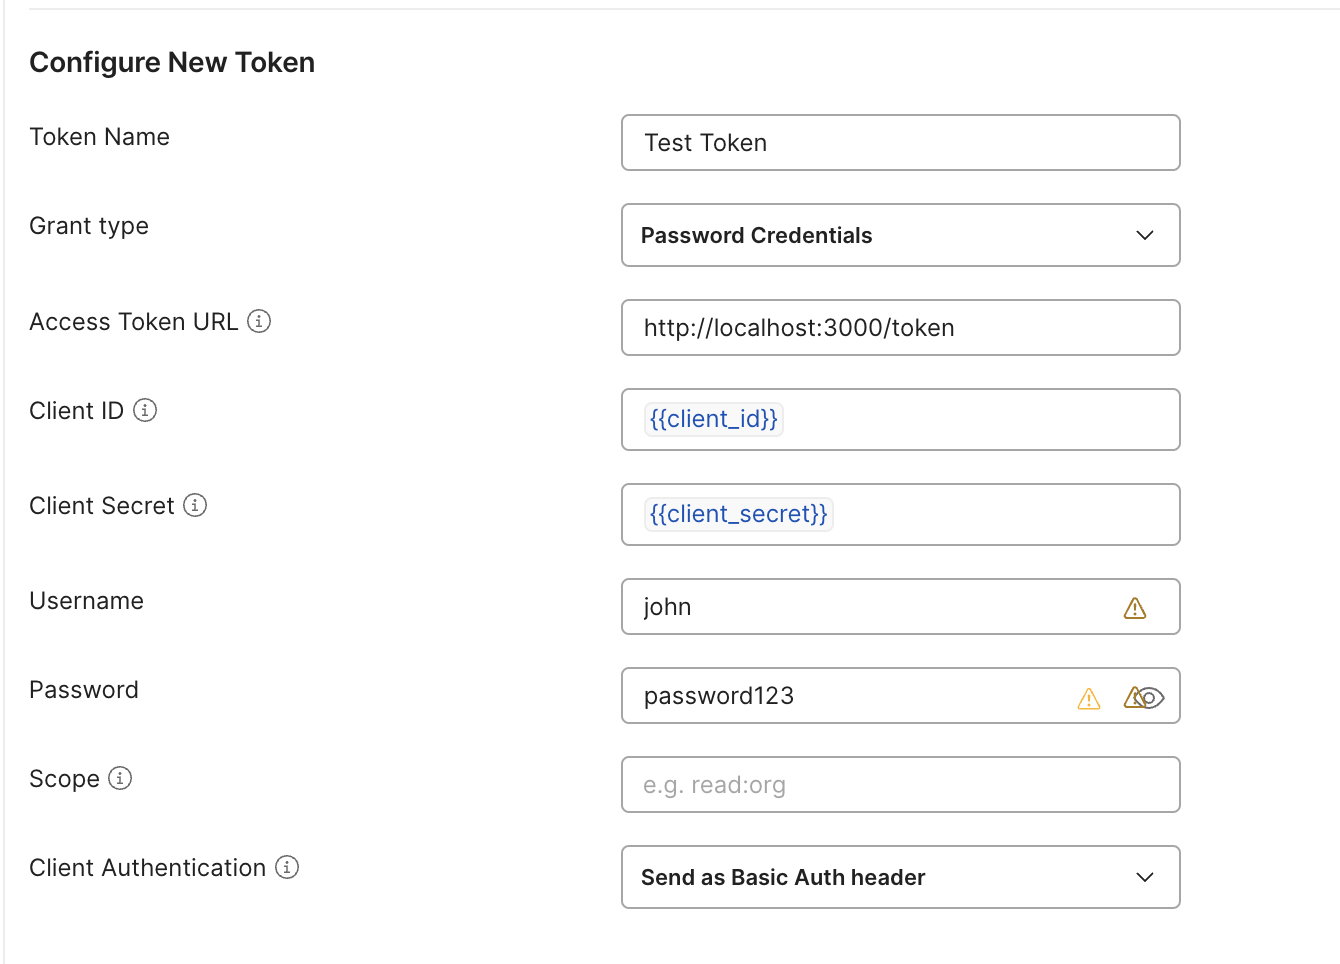 Configure New Token
Token Name
Test Token
Grant type
Password Credentials
Access Token URL
http://localhost:3000/token
Client ID
{{client_id}}
Client Secret
{{client_secret}}
Username
john
Password
password123
Scope
e.g. read:org
Client Authentication
Send as Basic Auth header